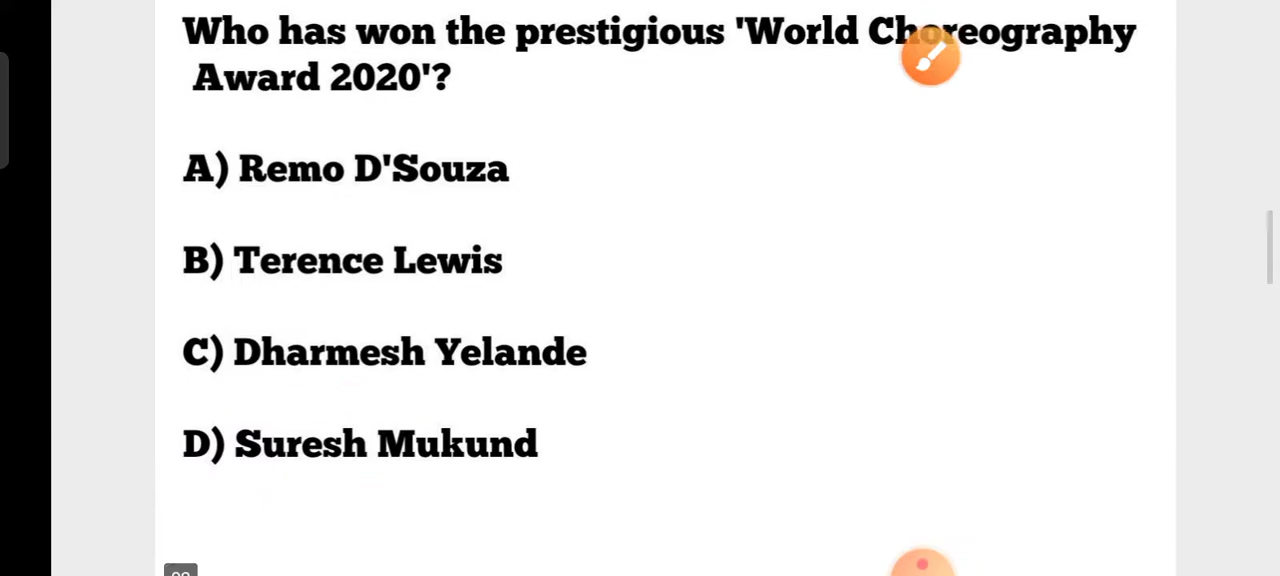 Who has won the prestigious 'World Choreography
Award 2020'?
A) Remo D'Souza
B) Terence Lewis
C) Dharmesh Yelande
D) Suresh Mukund